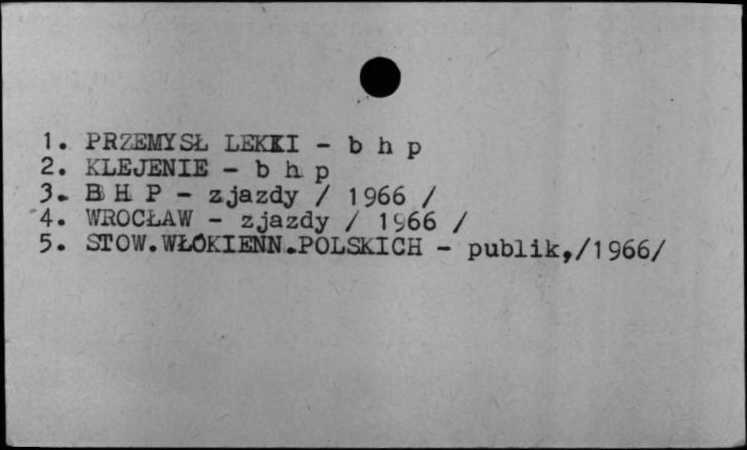 1. PRZEMYSŁ LEKKI - b h p
2. KLEJENIE - b h p
3. B H P - zjazdy / 1966 /
4. WROCŁAW - zjazdy / 1966 /
5. STOW.WŁÓKIENN.POLSKICH - publik,/1966/